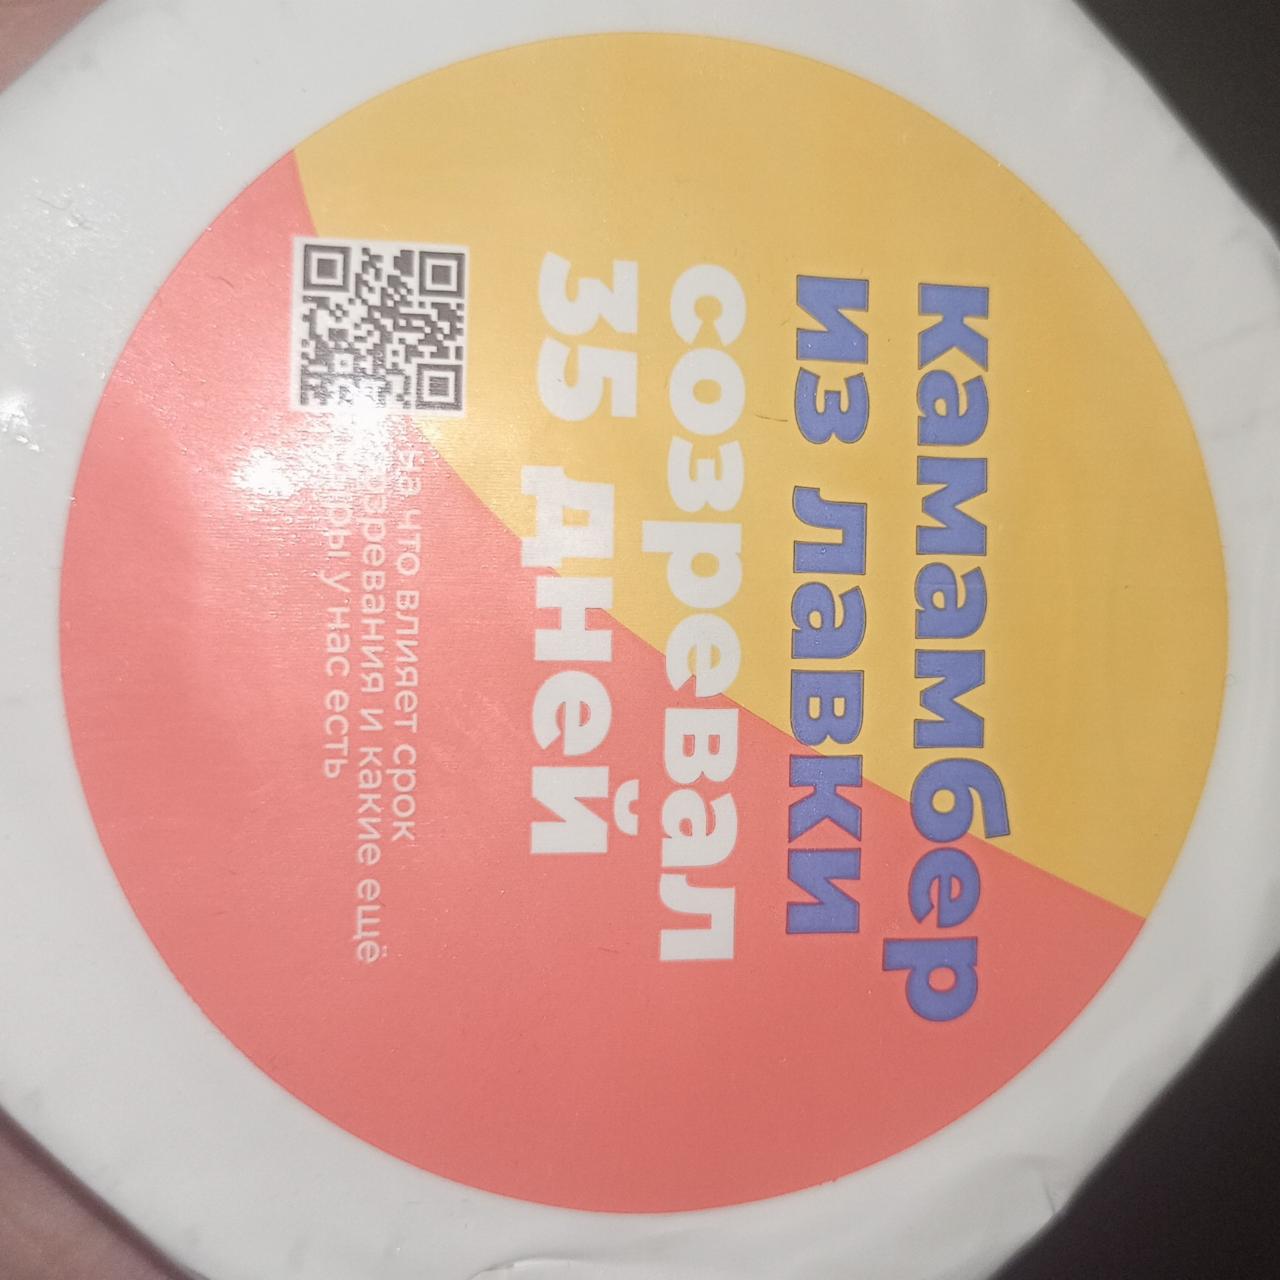 камамбер
из лавки
созревал
35 дней
на что влияет срок
созревания и какие ещё
сыры у нас есть